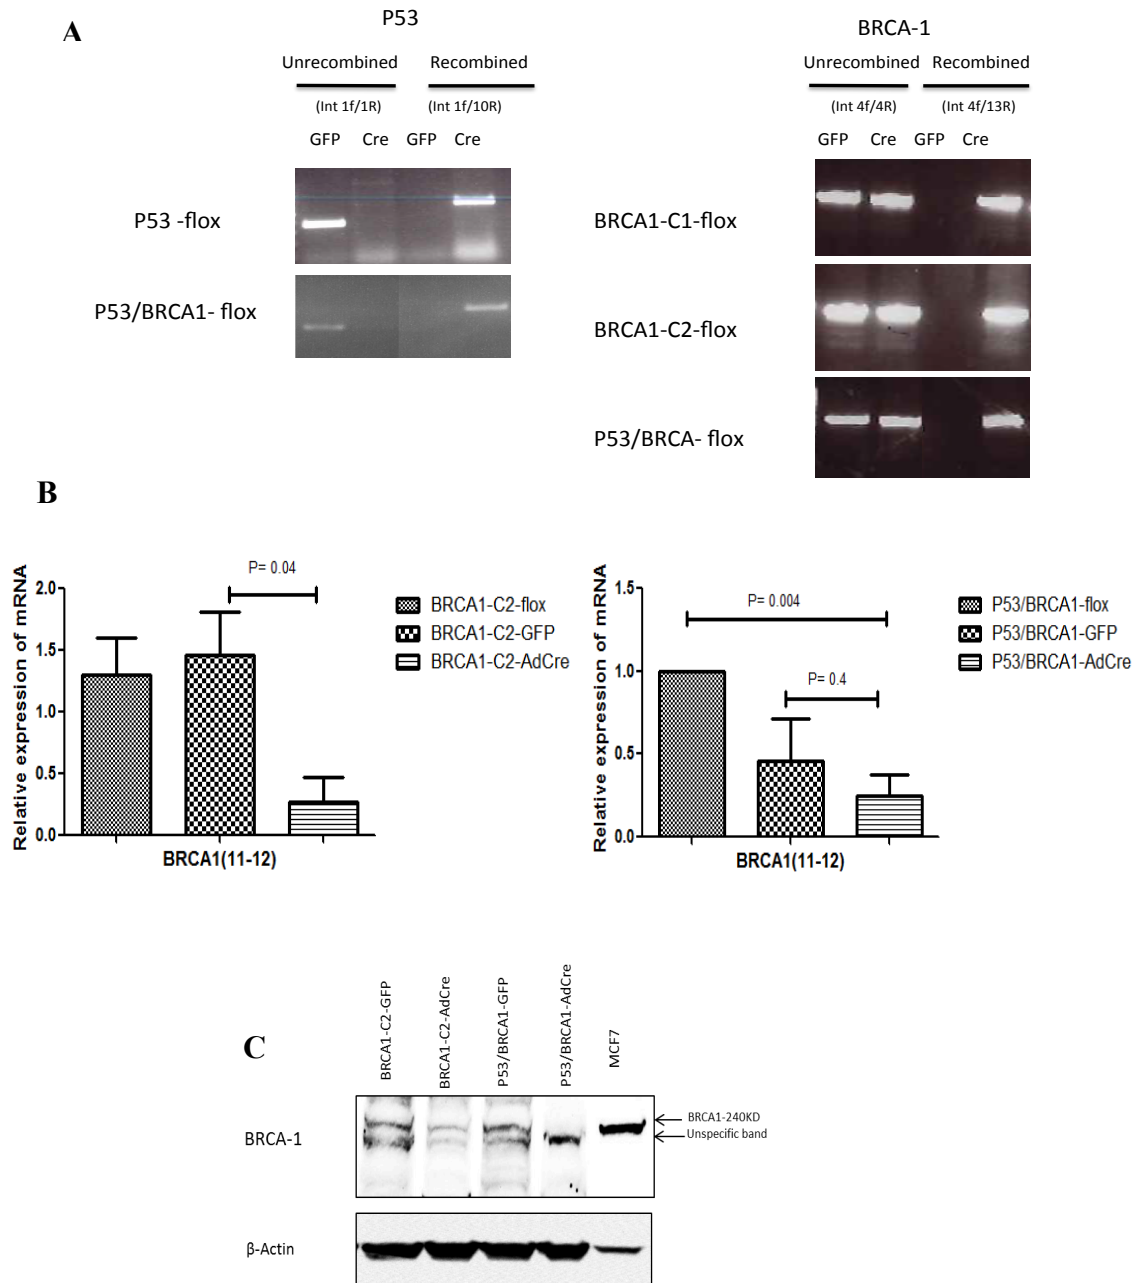 A
P53
BRCA-1
Unrecombined Recombined
Unrecombined Recombined
(Int 1f/1R) (Int 1f/10R)
(Int 4f/4R) (Int 4f/13R)
GFP Cre GFP Cre
GFP Cre GFP Cre
P53 -flox
P53/BRCA1- flox
BRCA1-C1-flox
BRCA1-C2-flox
P53/BRCA- flox
B
Relative expression of mRNA
2.0
1.5
1.0
0.5
0.0
P= 0.04
BRCA1(11-12)
BRCA1-C2-flox
BRCA1-C2-GFP
BRCA1-C2-AdCre
Relative expression of mRNA
1.5
1.0
0.5
0.0
P= 0.004
P= 0.4
BRCA1(11-12)
P53/BRCA1-flox
P53/BRCA1-GFP
P53/BRCA1-AdCre
C
BRCA1-C2-GFP
BRCA1-C2-AdCre
P53/BRCA1-GFP
P53/BRCA1-AdCre
MCF7
BRCA-1
BRCA1-240KD
Unspecific band
β-Actin